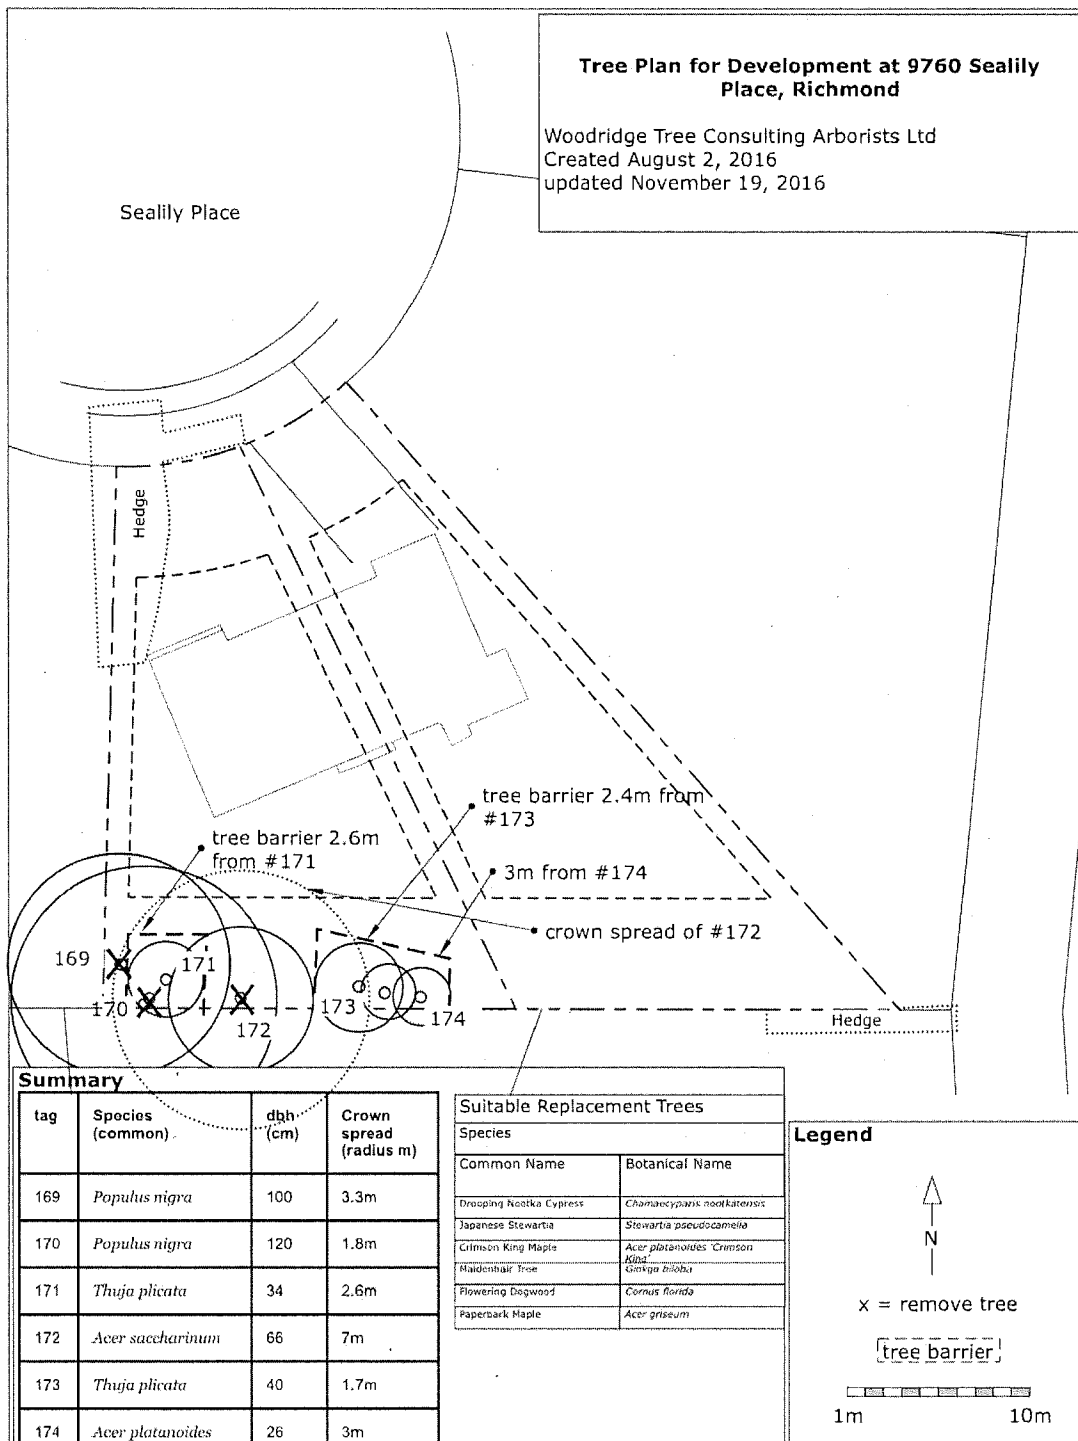 Tree Plan for Development at 9760 Sealily
Place, Richmond
Woodridge Tree Consulting Arborists Ltd
Created August 2, 2016
updated November 19, 2016
Sealily Place
Hedge
tree barrier 2.4m from
#173
tree barrier 2.6m
from #171
3m from #174
crown spread of #172
169
171
170
172
173
174
Hedge
Summary
tag Species (common) dbh (cm) Crown spread (radius m)
169 Populus nigra 100 3.3m
170 Populus nigra 120 1.8m
171 Thuja plicata 34 2.6m
172 Acer saccharinum 66 7m
173 Thuja plicata 40 1.7m
174 Acer platanoides 26 3m
Suitable Replacement Trees
Species
Common Name Botanical Name
Drooping Nootka Cypress Chamaecyparis nootkatensis
Japanese Stewartia Stewartia pseudocamelia
Crimson King Maple Acer platanoides 'Crimson
King'
Maidenhair Tree Ginkgo biloba
Flowering Dogwood Cornus florida
Paperbark Maple Acer griseum
Legend
N
x = remove tree
tree barrier
1m 10m